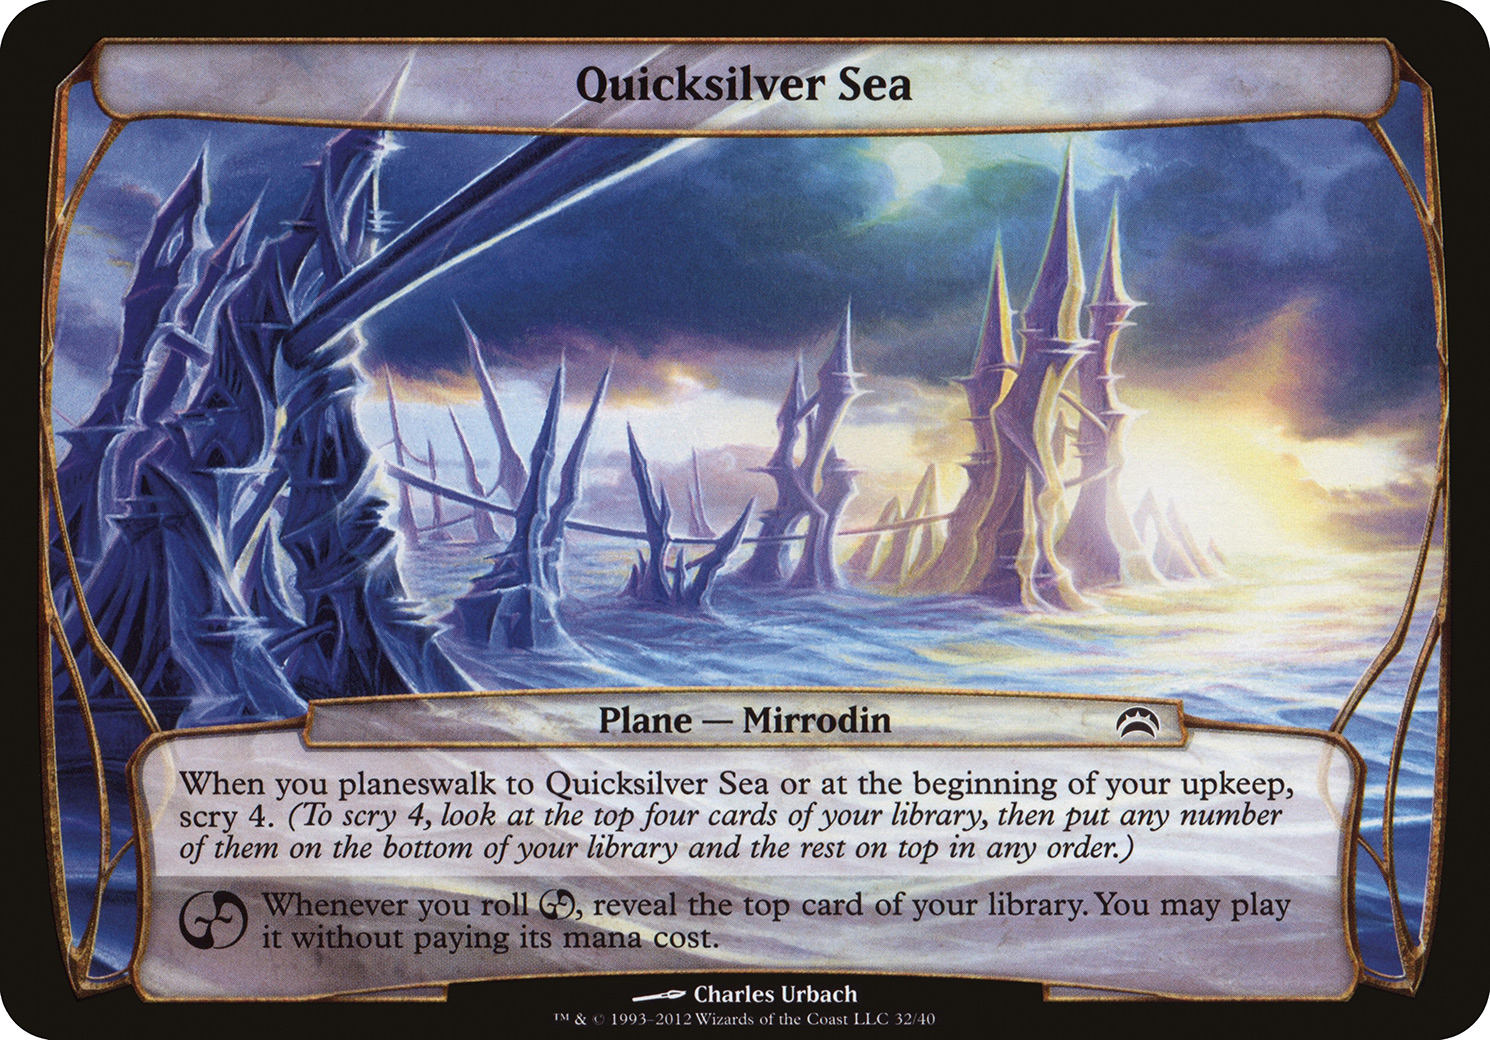 Quicksilver Sea
Plane — Mirrodin
When you planeswalk to Quicksilver Sea or at the beginning of your upkeep,
scry 4. (To scry 4, look at the top four cards of your library, then put any number
of them on the bottom of your library and the rest on top in any order.)
Whenever you roll , reveal the top card of your library. You may play
it without paying its mana cost.
Charles Urbach
™ & © 1993–2012 Wizards of the Coast LLC 32/40